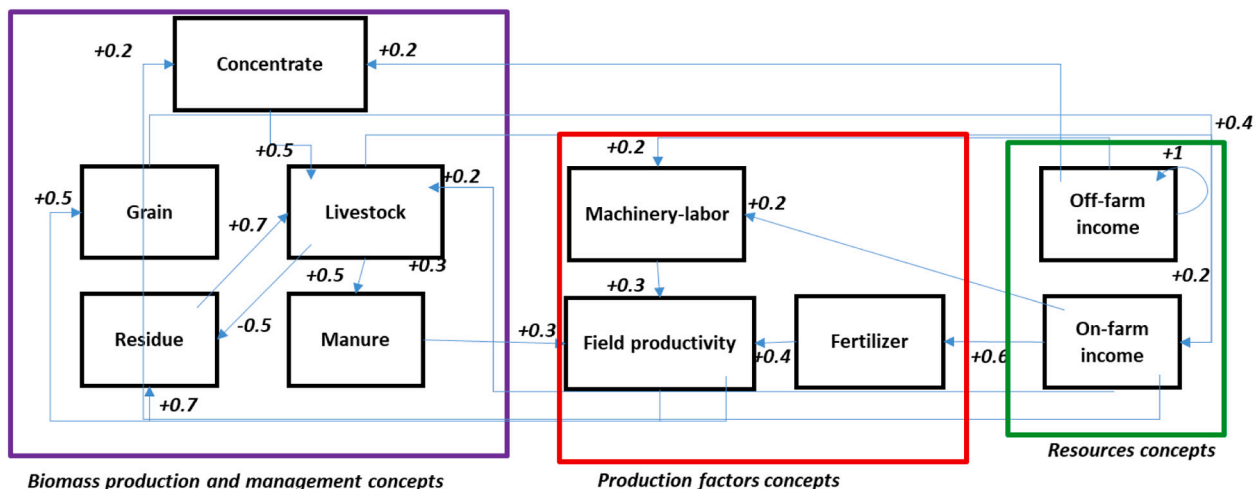 +0.2
Concentrate
+0.2
+0.4
+0.5
+0.2
+1
+0.5
Grain
Livestock
+0.2
Machinery-labor
+0.2
Off-farm
income
+0.7
+0.5
+0.3
+0.3
+0.2
Residue
-0.5
Manure
+0.3
Field productivity
+0.4
Fertilizer
+0.6
On-farm
income
+0.7
Resources concepts
Biomass production and management concepts
Production factors concepts